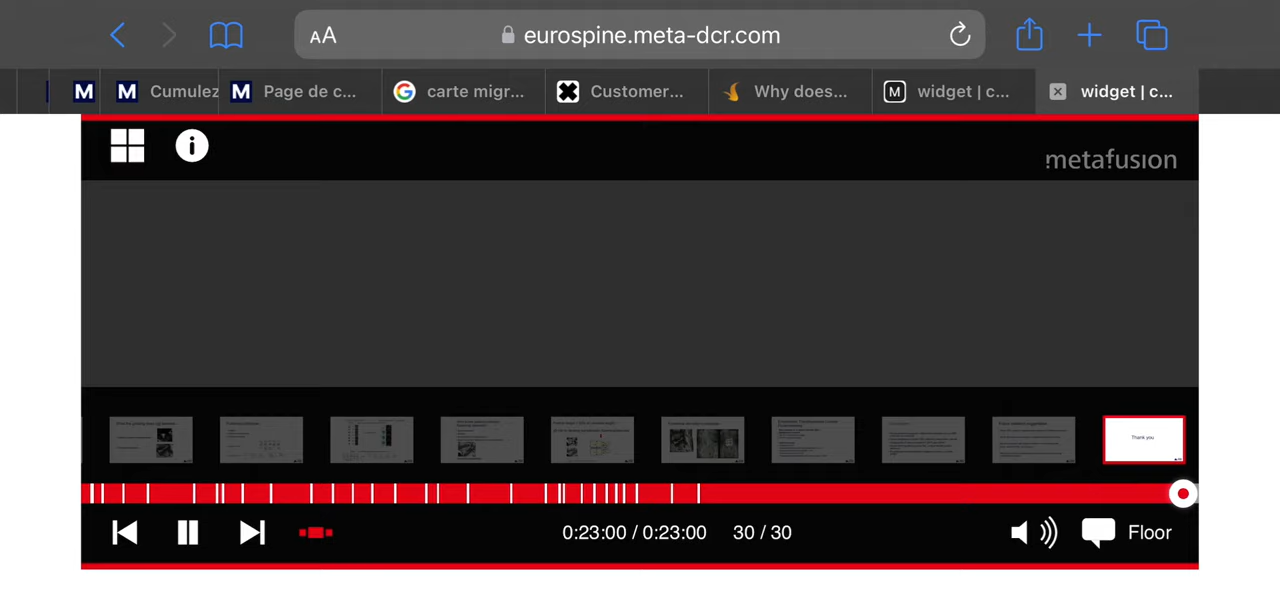 AA eurospine.meta-dcr.com
M M Cumulez M Page de c... carte migr... Customer... Why does... M widget | c... widget | c...
i metafusion
Thank you
0:23:00 / 0:23:00 30 / 30 Floor